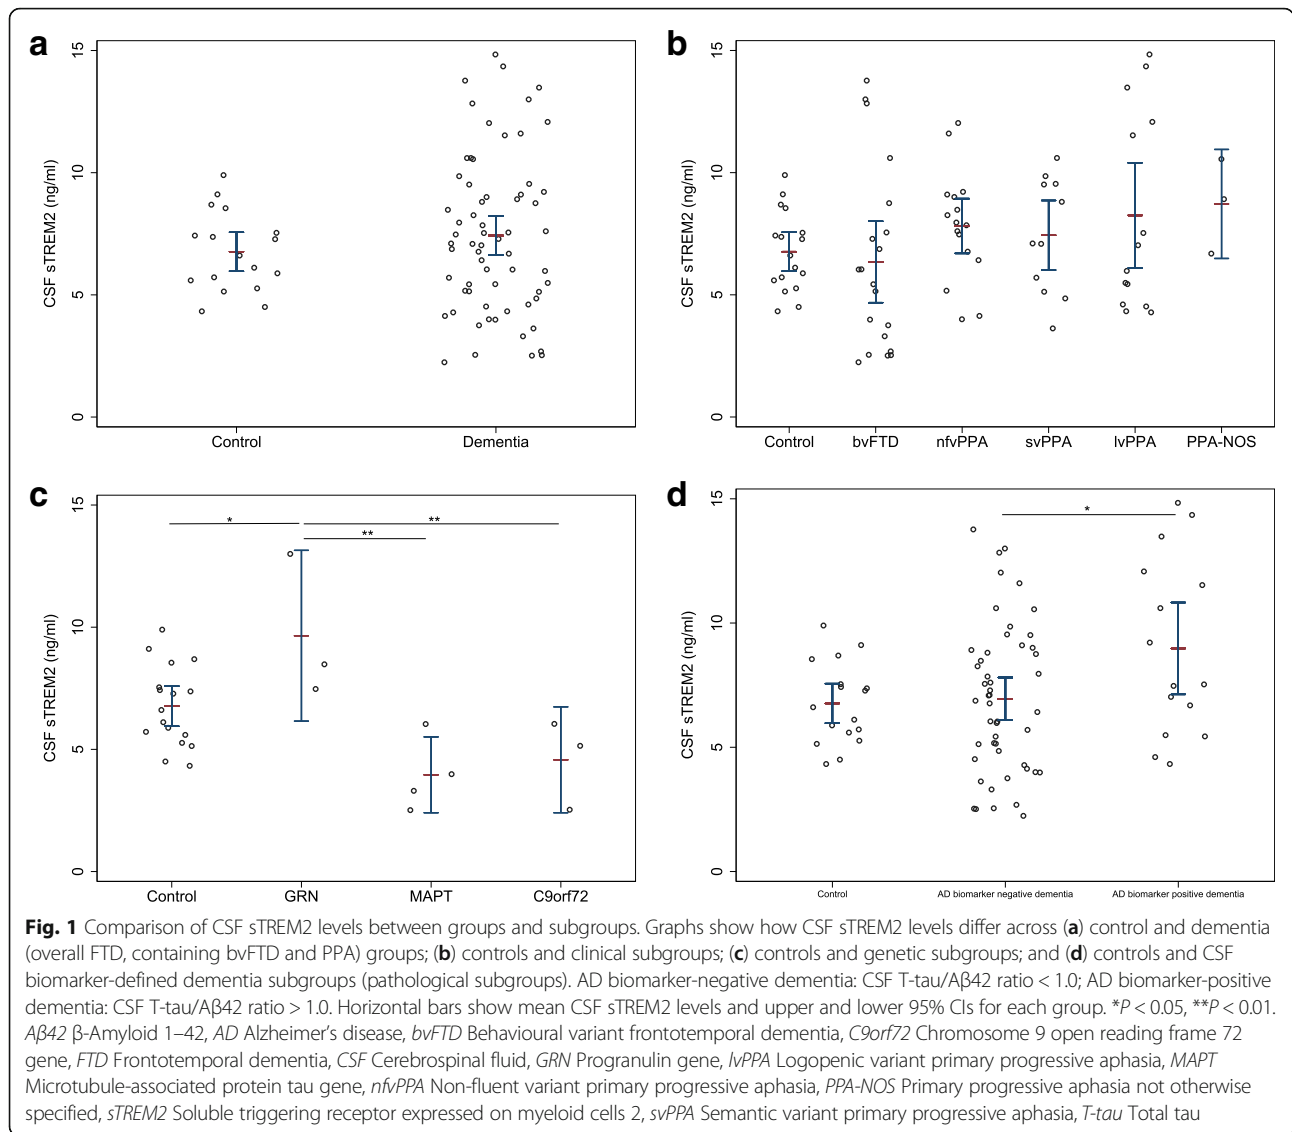 a
15
10
5
0
CSF sTREM2 (ng/ml)
Control
Dementia
b
15
10
5
0
CSF sTREM2 (ng/ml)
Control
bvFTD
nfvPPA
svPPA
lvPPA
PPA-NOS
c
15
10
5
0
CSF sTREM2 (ng/ml)
*
**
**
Control
GRN
MAPT
C9orf72
d
15
10
5
0
CSF sTREM2 (ng/ml)
*
Control
AD biomarker negative dementia
AD biomarker positive dementia
Fig. 1 Comparison of CSF sTREM2 levels between groups and subgroups. Graphs show how CSF sTREM2 levels differ across (a) control and dementia
(overall FTD, containing bvFTD and PPA) groups; (b) controls and clinical subgroups; (c) controls and genetic subgroups; and (d) controls and CSF
biomarker-defined dementia subgroups (pathological subgroups). AD biomarker-negative dementia: CSF T-tau/Aβ42 ratio < 1.0; AD biomarker-positive
dementia: CSF T-tau/Aβ42 ratio > 1.0. Horizontal bars show mean CSF sTREM2 levels and upper and lower 95% CIs for each group. *P < 0.05, **P < 0.01.
Aβ42 β-Amyloid 1–42, AD Alzheimer's disease, bvFTD Behavioural variant frontotemporal dementia, C9orf72 Chromosome 9 open reading frame 72
gene, FTD Frontotemporal dementia, CSF Cerebrospinal fluid, GRN Progranulin gene, lvPPA Logopenic variant primary progressive aphasia, MAPT
Microtubule-associated protein tau gene, nfvPPA Non-fluent variant primary progressive aphasia, PPA-NOS Primary progressive aphasia not otherwise
specified, sTREM2 Soluble triggering receptor expressed on myeloid cells 2, svPPA Semantic variant primary progressive aphasia, T-tau Total tau